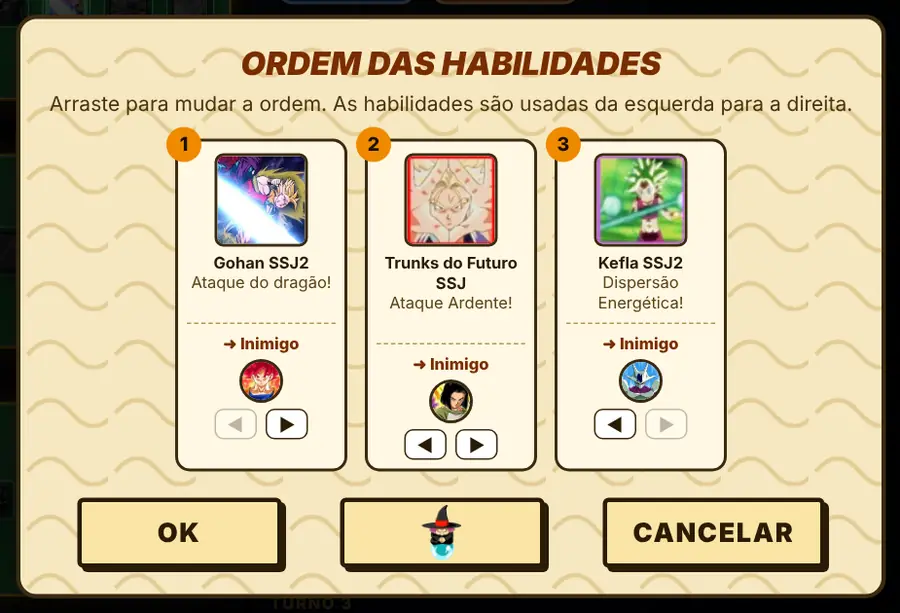 ORDEM DAS HABILIDADES
Arraste para mudar a ordem. As habilidades são usadas da esquerda para a direita.
1
Gohan SSJ2
Ataque do dragão!
➜ Inimigo
2
Trunks do Futuro
SSJ
Ataque Ardente!
➜ Inimigo
3
Kefla SSJ2
Dispersão
Energética!
➜ Inimigo
OK
CANCELAR
TURNO 3